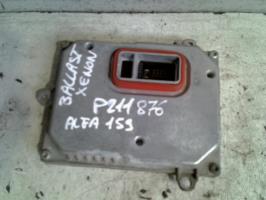 BALLAST
XENON
P211876
ALFA 159